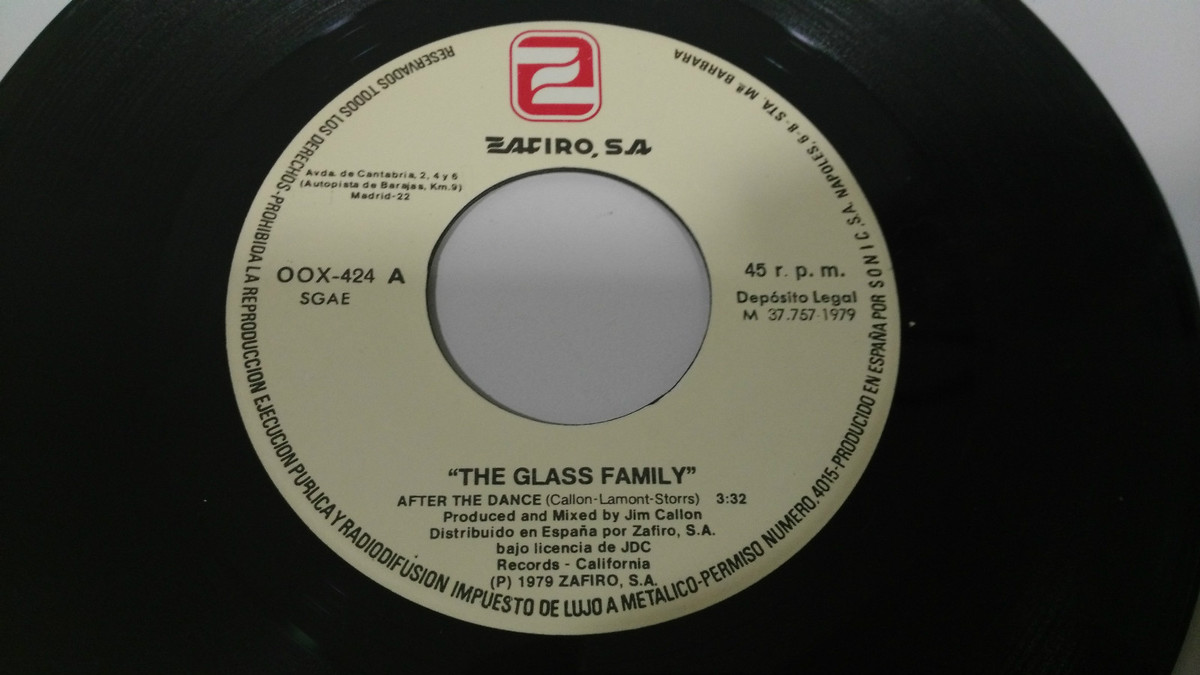 ZAFIRO, S.A
Avda. de Cantabria, 2, 4 y 6
(Autopista de Barajas, Km. 9)
Madrid-22
OOX-424 A
SGAE
45 r. p. m.
Depósito Legal
M 37.757-1979
"THE GLASS FAMILY"
AFTER THE DANCE (Callon-Lamont-Storrs) 3:32
Produced and Mixed by Jim Callon
Distribuido en España por Zafiro, S.A.
bajo licencia de JDC
Records - California
(P) 1979 ZAFIRO, S.A.
RESERVADOS TODOS LOS DERECHOS-PROHIBIDA LA REPRODUCCION EJECUCION PUBLICA Y RADIODIFUSION IMPUESTO DE LUJO A METALICO-PERMISO NUMERO. 4015-PRODUCIDO EN ESPAÑA POR SONIC, S.A. NAPOLES, 6-8-STA. Mª BARBARA